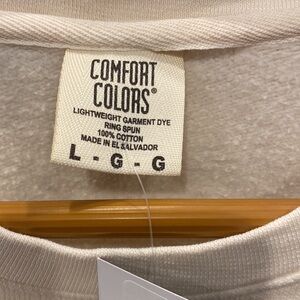 COMFORT
COLORS®
LIGHTWEIGHT GARMENT DYE
RING SPUN
100% COTTON
MADE IN EL SALVADOR
L - G - G